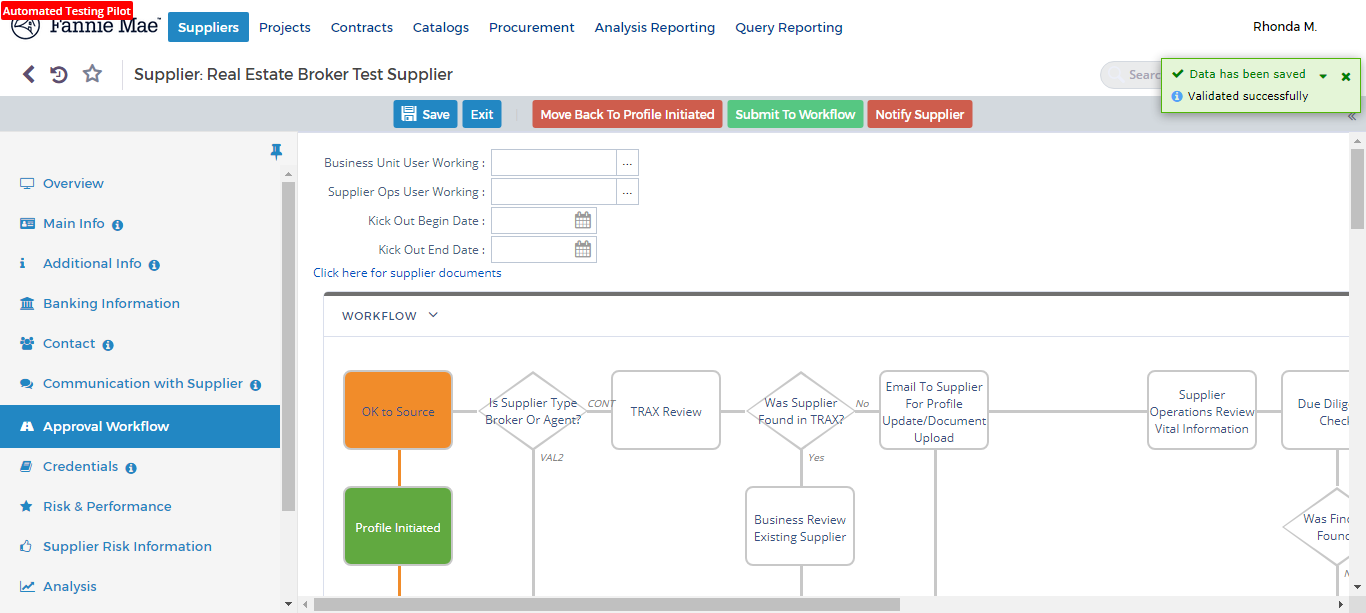 Automated Testing Pilot
Fannie Mae
Suppliers Projects Contracts Catalogs Procurement Analysis Reporting Query Reporting Rhonda M.
Supplier: Real Estate Broker Test Supplier
Data has been saved
Validated successfully
Save Exit Move Back To Profile Initiated Submit To Workflow Notify Supplier
Overview
Main Info
Additional Info
Banking Information
Contact
Communication with Supplier
Approval Workflow
Credentials
Risk & Performance
Supplier Risk Information
Analysis
Business Unit User Working : ...
Supplier Ops User Working : ...
Kick Out Begin Date :
Kick Out End Date :
Click here for supplier documents
WORKFLOW
OK to Source
Is Supplier Type
Broker Or Agent?
CONT
VAL2
TRAX Review
Was Supplier
Found in TRAX?
No
Yes
Email To Supplier
For Profile
Update/Document
Upload
Supplier
Operations Review
Vital Information
Due Dilig
Check
Profile Initiated
Business Review
Existing Supplier
Was Find
Found